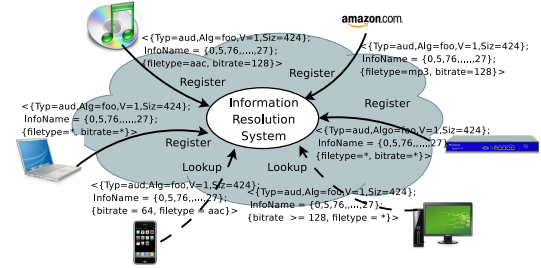 amazon.com.
<{Typ=aud,Alg=foo,V=1,Siz=424};
InfoName = {0,5,76,,....,27};
{filetype=aac, bitrate=128}>
<{Typ=aud,Alg=foo,V=1,Siz=424};
InfoName = {0,5,76,,....,27};
{filetype=mp3, bitrate=128}>
Register
Register
<{Typ=aud,Alg=foo,V=1,Siz=424};
InfoName = {0,5,76,,....,27};
{filetype=*, bitrate=*}>
Information
Resolution
System
Register
<{Typ=aud,Alg=foo,V=1,Siz=424};
InfoName = {0,5,76,,....,27};
{filetype=*, bitrate=*}>
Register
Lookup
Lookup
<{Typ=aud,Alg=foo,V=1,Siz=424};
InfoName = {0,5,76,,....,27};
{bitrate = 64, filetype = aac}>
<{Typ=aud,Alg=foo,V=1,Siz=424};
InfoName = {0,5,76,,....,27};
{bitrate >= 128, filetype = *}>